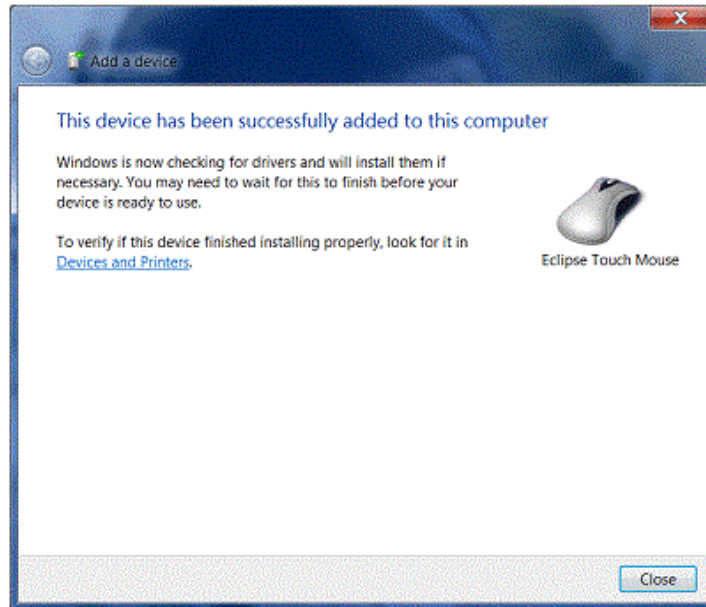 Add a device
This device has been successfully added to this computer
Windows is now checking for drivers and will install them if
necessary. You may need to wait for this to finish before your
device is ready to use.
To verify if this device finished installing properly, look for it in
Devices and Printers.
Eclipse Touch Mouse
Close